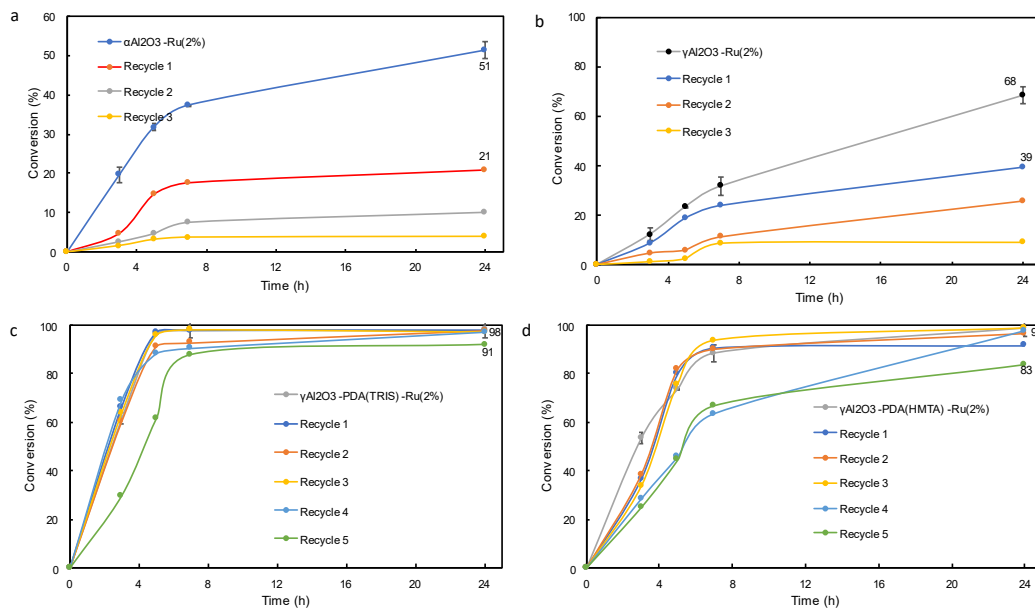 a
60
50
40
30
20
10
0
Conversion (%)
αAl2O3 -Ru(2%)
Recycle 1
Recycle 2
Recycle 3
51
21
0 4 8 12 16 20 24
Time (h)
b
100
80
60
40
20
0
Conversion (%)
γAl2O3 -Ru(2%)
Recycle 1
Recycle 2
Recycle 3
68
39
0 4 8 12 16 20 24
Time (h)
c
100
80
60
40
20
0
Conversion (%)
γAl2O3 -PDA(TRIS) -Ru(2%)
Recycle 1
Recycle 2
Recycle 3
Recycle 4
Recycle 5
98
91
0 4 8 12 16 20 24
Time (h)
d
100
80
60
40
20
0
Conversion (%)
γAl2O3 -PDA(HMTA) -Ru(2%)
Recycle 1
Recycle 2
Recycle 3
Recycle 4
Recycle 5
83
0 4 8 12 16 20 24
Time (h)